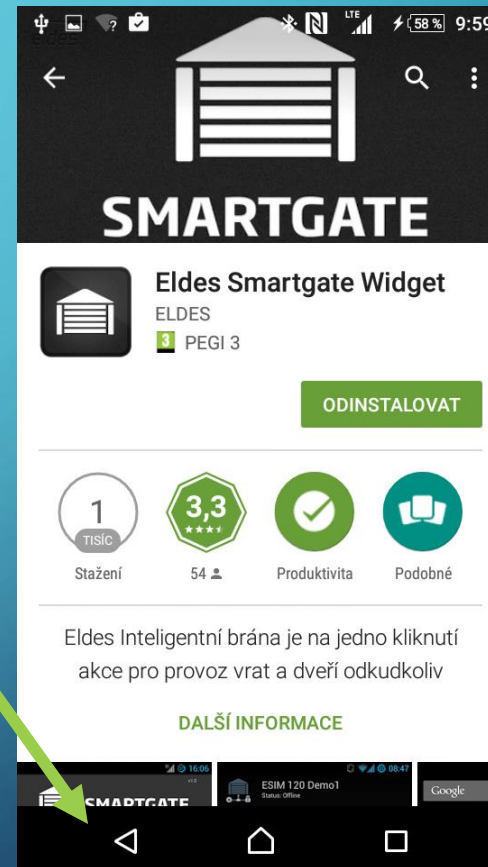 LTE 58 % 9:59
SMARTGATE
Eldes Smartgate Widget
ELDES
3 PEGI 3
ODINSTALOVAT
1
TISÍC
3,3
Stažení 54 Produktivita Podobné
Eldes Inteligentní brána je na jedno kliknutí
akce pro provoz vrat a dveří odkudkoliv
DALŠÍ INFORMACE
16:06 08:47
ESIM 120 Demo1
Status: Offline
Google
SMARTGATE